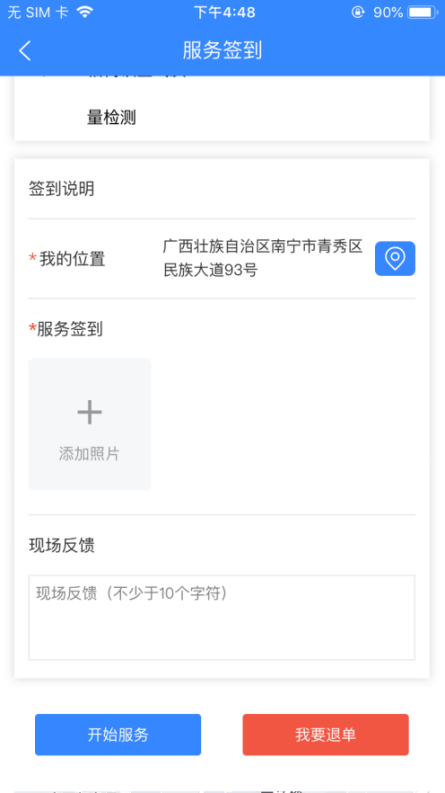 无 SIM 卡
下午4:48
90%
服务签到
量检测
签到说明
*我的位置
广西壮族自治区南宁市青秀区
民族大道93号
*服务签到
添加照片
现场反馈
现场反馈（不少于10个字符）
开始服务
我要退单